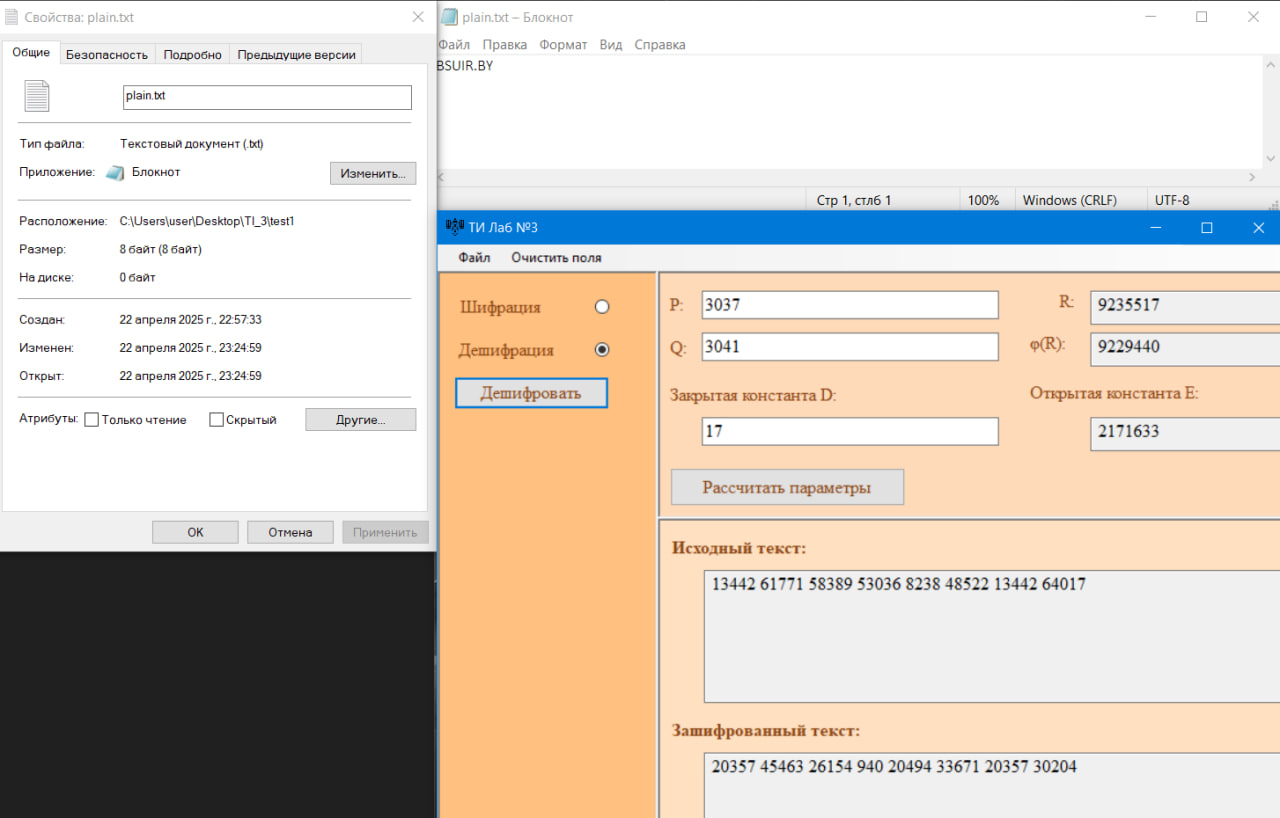 Свойства: plain.txt
Общие
Безопасность
Подробно
Предыдущие версии
plain.txt
Тип файла: Текстовый документ (.txt)
Приложение: Блокнот
Изменить...
Расположение: C:\Users\user\Desktop\TI_3\test1
Размер: 8 байт (8 байт)
На диске: 0 байт
Создан: 22 апреля 2025 г., 22:57:33
Изменен: 22 апреля 2025 г., 23:24:59
Открыт: 22 апреля 2025 г., 23:24:59
Атрибуты: Только чтение Скрытый Другие...
ОК Отмена Применить
plain.txt – Блокнот
Файл Правка Формат Вид Справка
BSUIR.BY
Стр 1, стлб 1 100% Windows (CRLF) UTF-8
ТИ Лаб №3
Файл Очистить поля
Шифрация
Дешифрация
Дешифровать
P: 3037 R: 9235517
Q: 3041 φ(R): 9229440
Закрытая константа D: Открытая константа E:
17 2171633
Рассчитать параметры
Исходный текст:
13442 61771 58389 53036 8238 48522 13442 64017
Зашифрованный текст:
20357 45463 26154 940 20494 33671 20357 30204